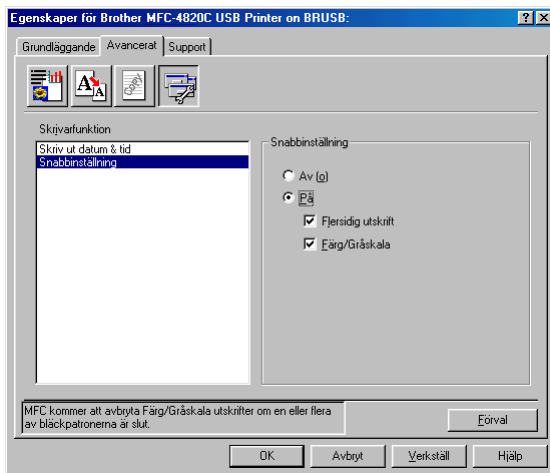 Egenskaper för Brother MFC-4820C USB Printer on BRUSB:
Grundläggande Avancerat Support
Copy
Skrivarfunktion
Skriv ut datum & tid
Snabbinställning
Snabbinställning
Av (o)
På
Flersidig utskrift
Färg/Gråskala
MFC kommer att avbryta Färg/Gråskala utskrifter om en eller flera
av bläckpatronerna är slut.
Förval
OK Avbryt Verkställ Hjälp